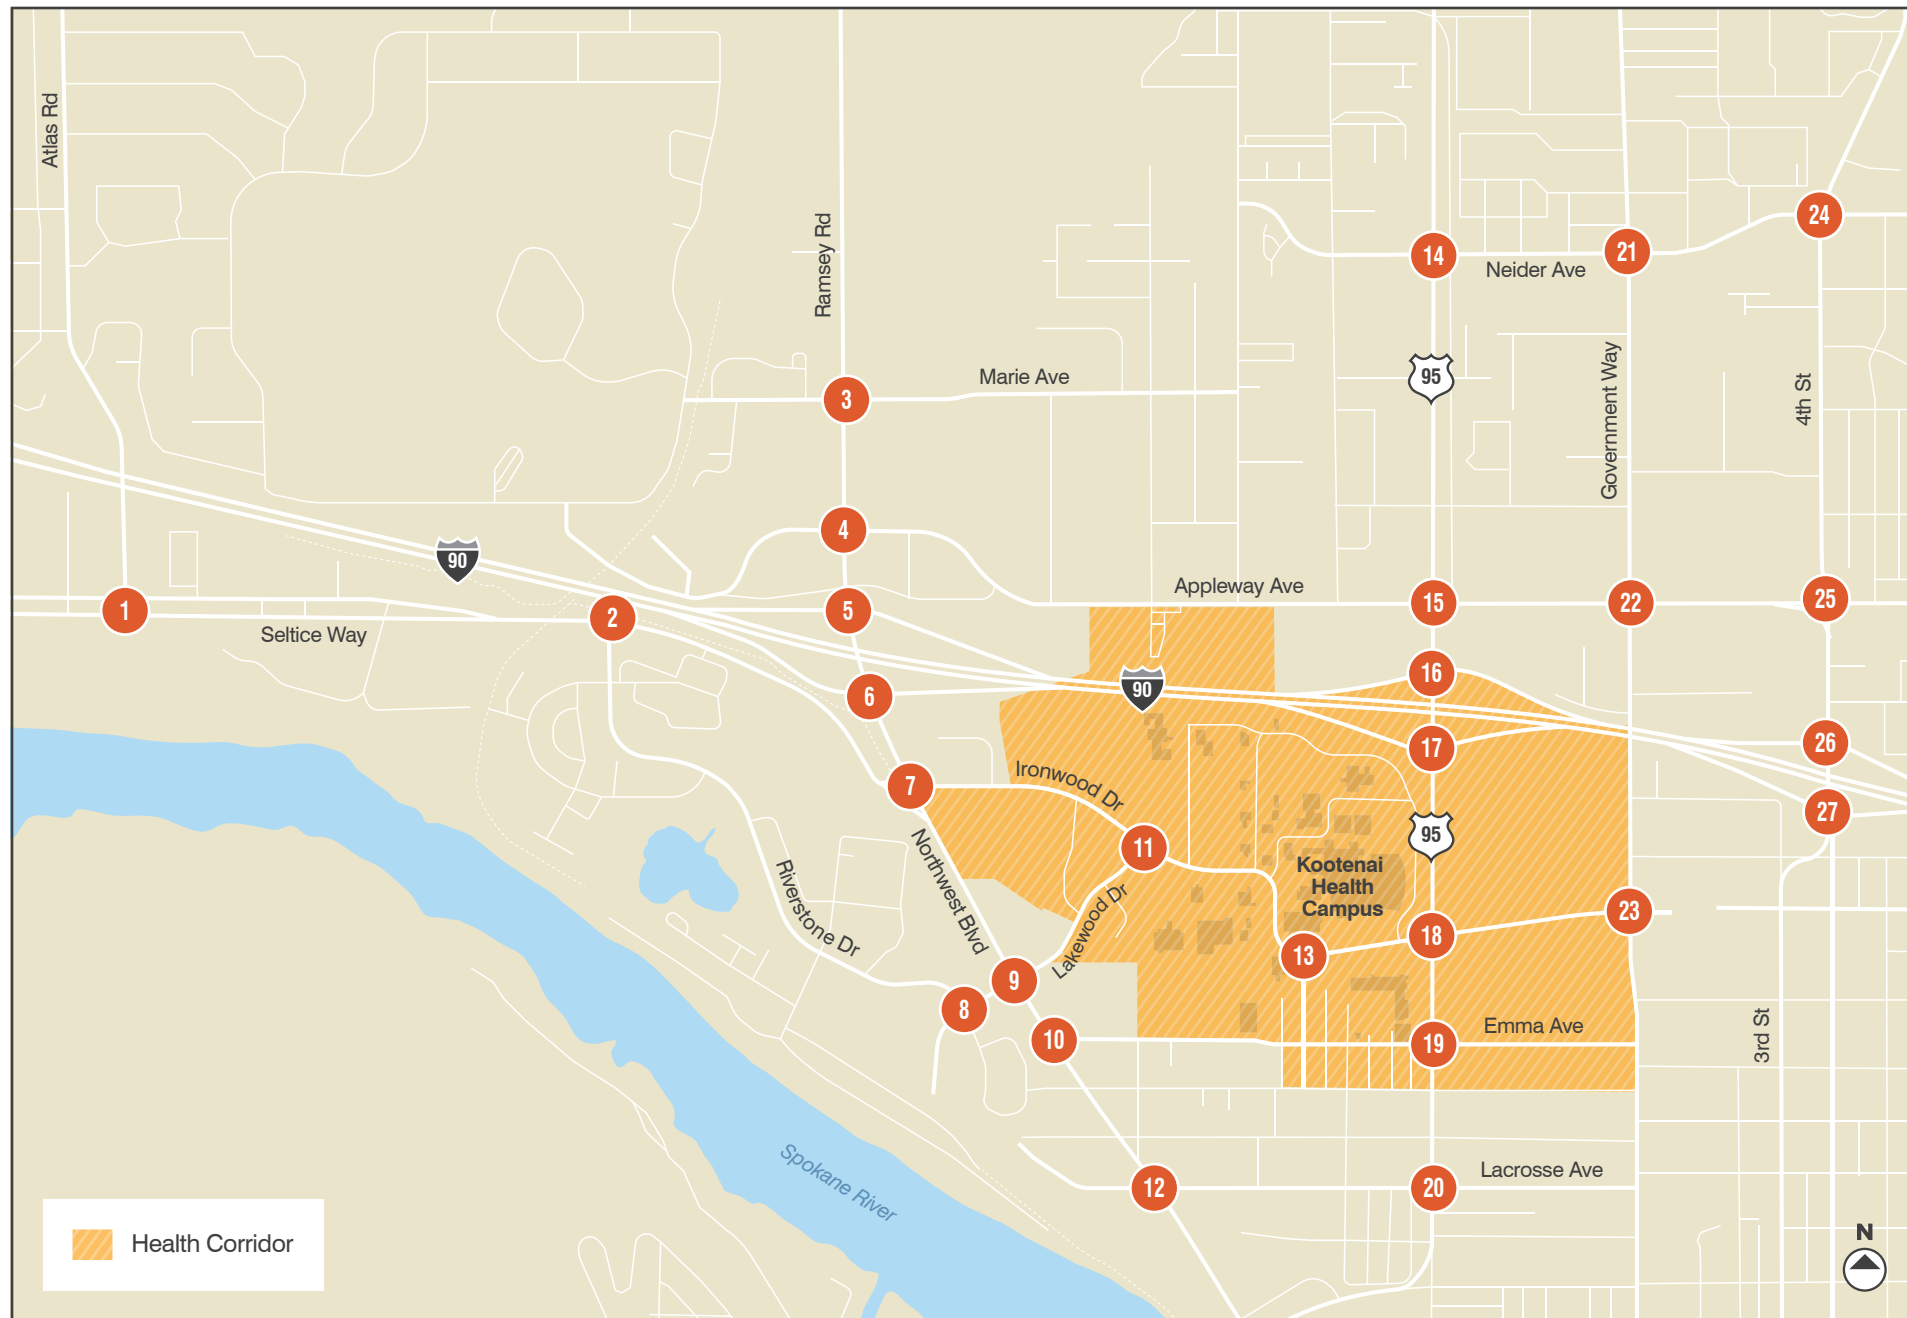 Atlas Rd
Ramsey Rd
24
21
14
Neider Ave
95
Marie Ave
3
Government Way
4th St
4
90
Appleway Ave
1
2
5
15
22
25
Seltice Way
16
6
90
17
26
7
Ironwood Dr
27
11
95
Northwest Blvd
Kootenai
Health
Campus
Riverstone Dr
Lakewood Dr
23
18
13
9
8
10
Emma Ave
19
3rd St
Spokane River
12
20
Lacrosse Ave
Health Corridor
N